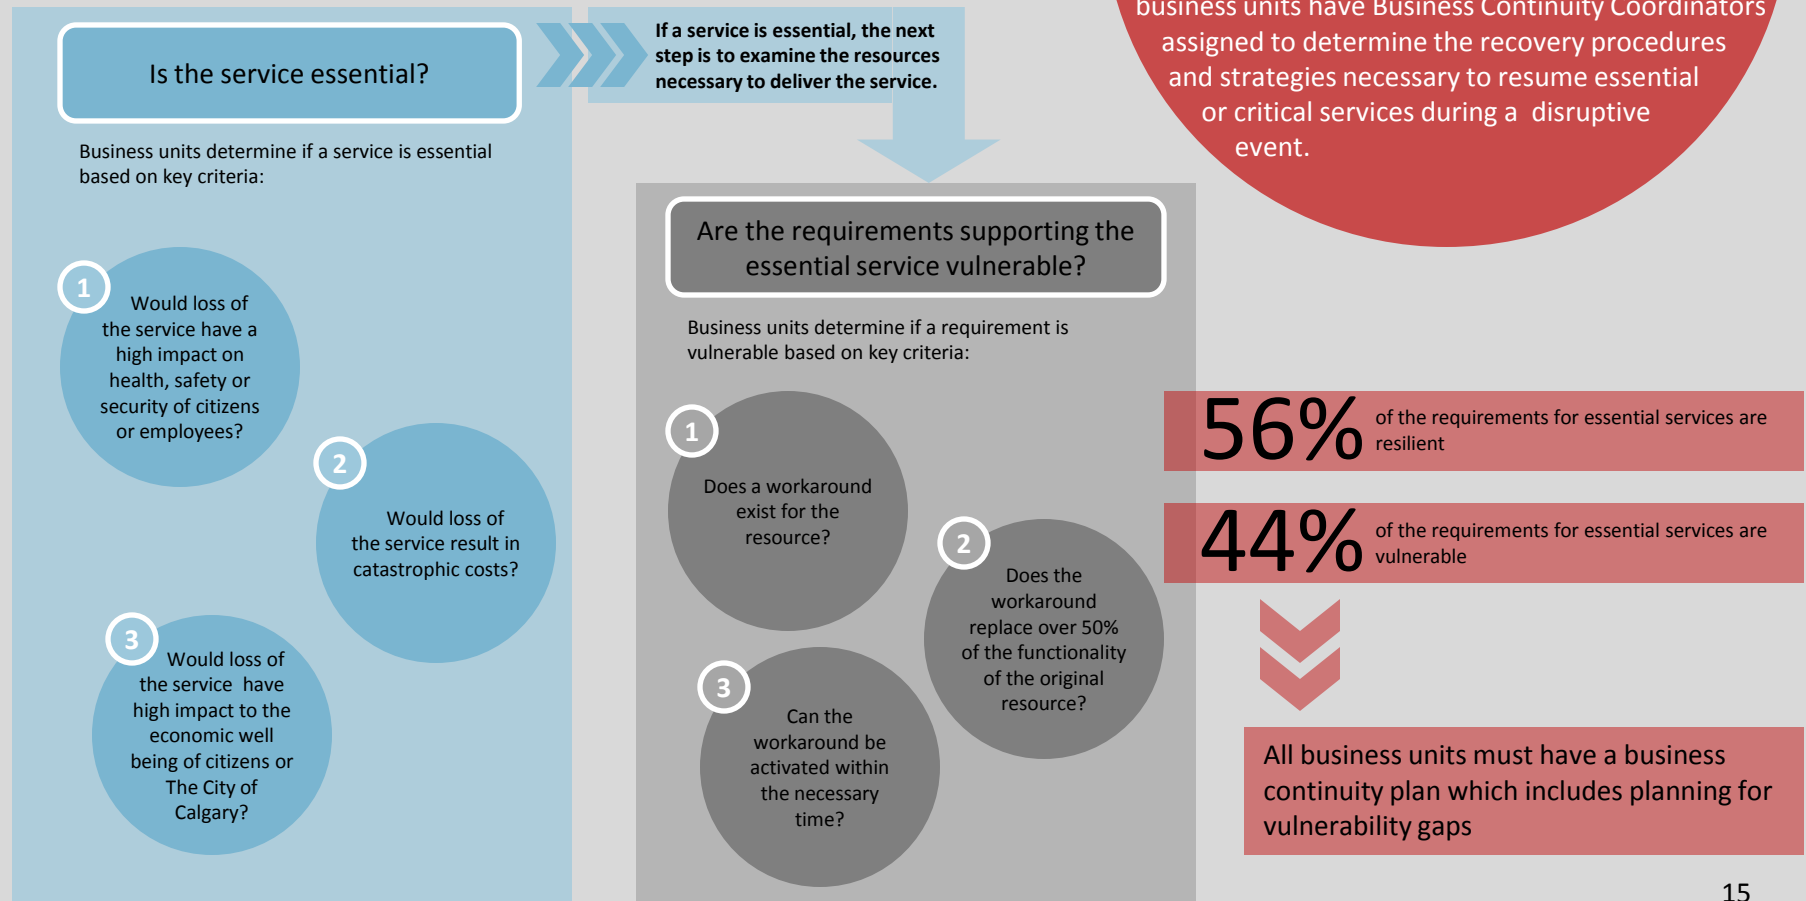 Is the service essential?
Business units determine if a service is essential
based on key criteria:
1
Would loss of
the service have a
high impact on
health, safety or
security of citizens
or employees?
2
Would loss of
the service result in
catastrophic costs?
3
Would loss of
the service have
high impact to the
economic well
being of citizens or
The City of
Calgary?
If a service is essential, the next
step is to examine the resources
necessary to deliver the service.
Are the requirements supporting the
essential service vulnerable?
Business units determine if a requirement is
vulnerable based on key criteria:
1
Does a workaround
exist for the
resource?
2
Does the
workaround
replace over 50%
of the functionality
of the original
resource?
3
Can the
workaround be
activated within
the necessary
time?
business units have Business Continuity Coordinators
assigned to determine the recovery procedures
and strategies necessary to resume essential
or critical services during a disruptive
event.
56%
of the requirements for essential services are
resilient
44%
of the requirements for essential services are
vulnerable
All business units must have a business
continuity plan which includes planning for
vulnerability gaps
15